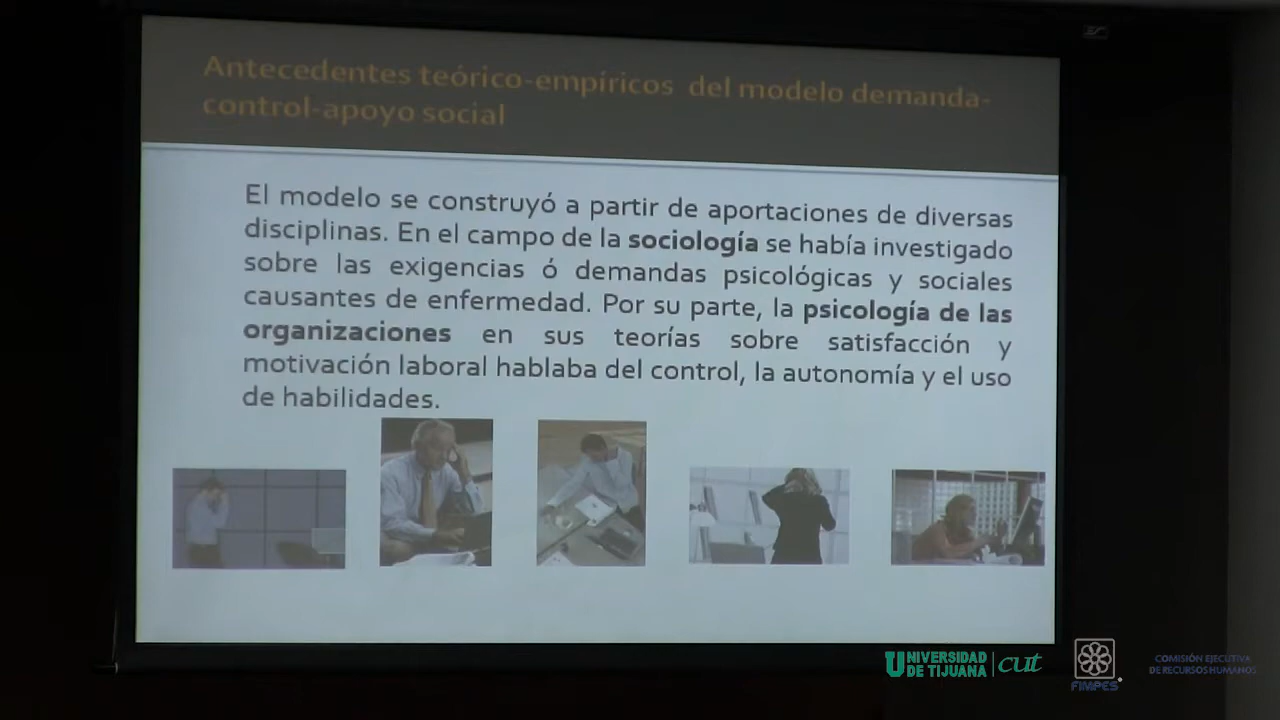 Antecedentes teórico-empíricos del modelo demanda-
control-apoyo social
El modelo se construyó a partir de aportaciones de diversas
disciplinas. En el campo de la sociología se había investigado
sobre las exigencias ó demandas psicológicas y sociales
causantes de enfermedad. Por su parte, la psicología de las
organizaciones en sus teorías sobre satisfacción y
motivación laboral hablaba del control, la autonomía y el uso
de habilidades.
UNIVERSIDAD
DE TIJUANA
cut
FIMPES
COMISIÓN EJECUTIVA
DE RECURSOS HUMANOS